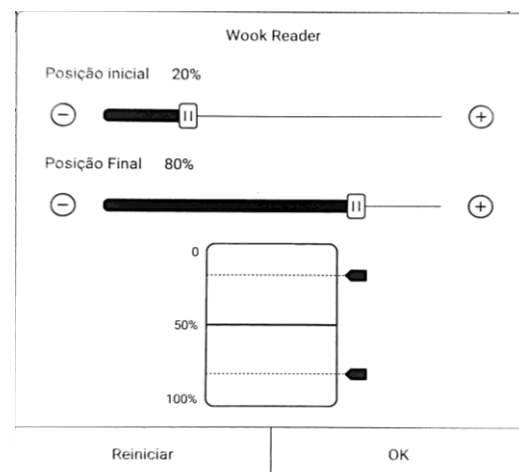 Wook Reader
Posição inicial 20%
Posição Final 80%
0
50%
100%
Reiniciar OK